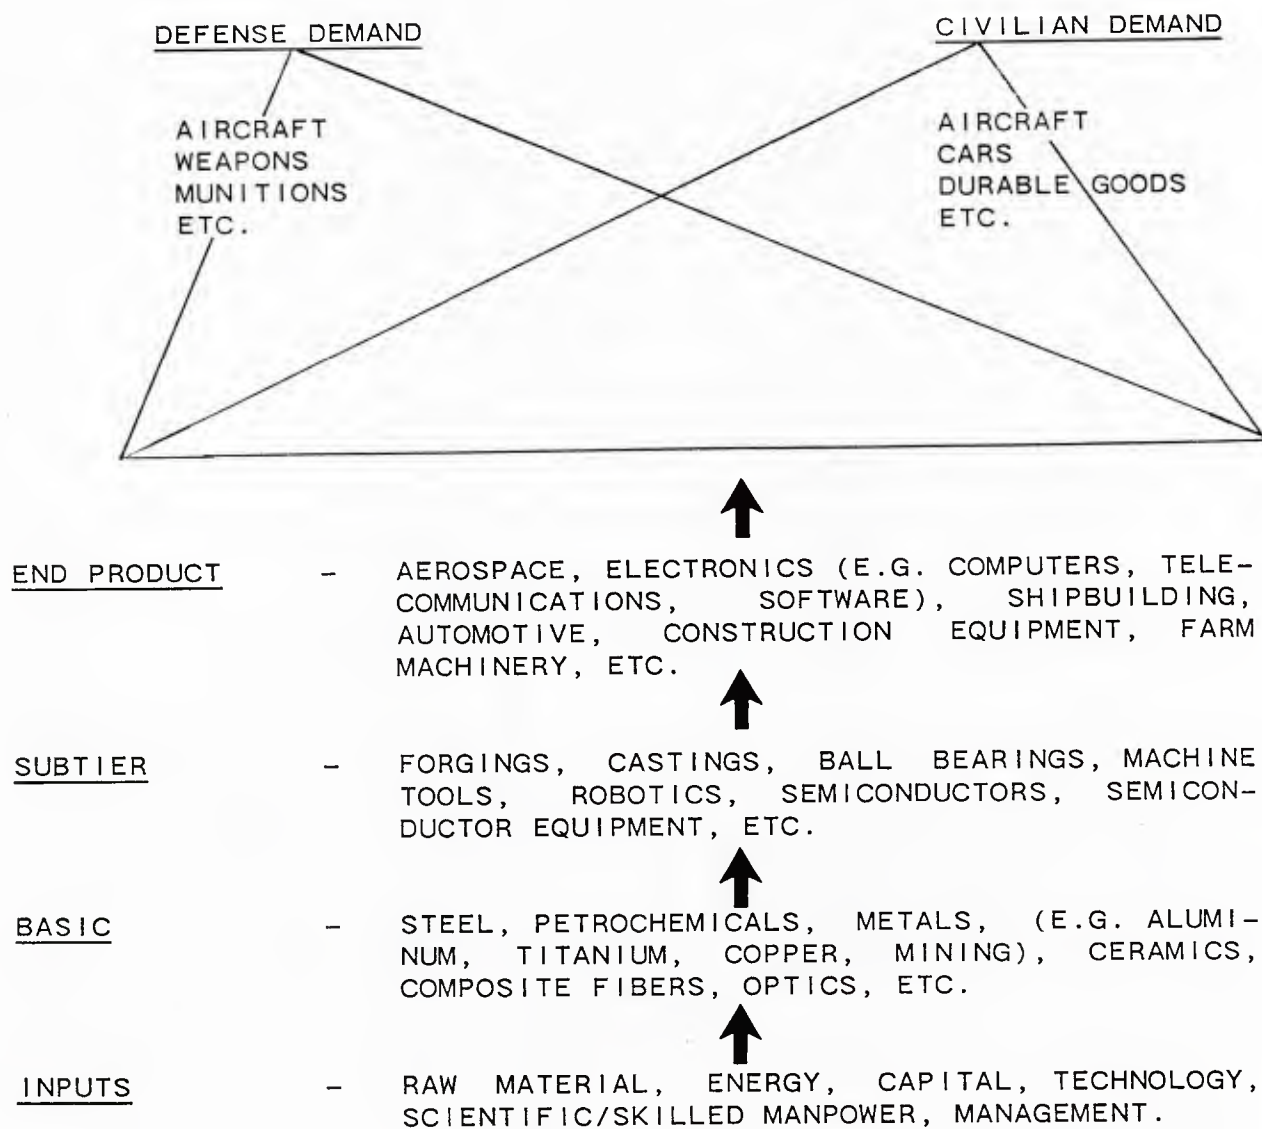 DEFENSE DEMAND
CIVILIAN DEMAND
AIRCRAFT
WEAPONS
MUNITIONS
ETC.
AIRCRAFT
CARS
DURABLE GOODS
ETC.
END PRODUCT - AEROSPACE, ELECTRONICS (E.G. COMPUTERS, TELE-
COMMUNICATIONS, SOFTWARE), SHIPBUILDING,
AUTOMOTIVE, CONSTRUCTION EQUIPMENT, FARM
MACHINERY, ETC.
SUBTIER - FORGINGS, CASTINGS, BALL BEARINGS, MACHINE
TOOLS, ROBOTICS, SEMICONDUCTORS, SEMICON-
DUCTOR EQUIPMENT, ETC.
BASIC - STEEL, PETROCHEMICALS, METALS, (E.G. ALUMI-
NUM, TITANIUM, COPPER, MINING), CERAMICS,
COMPOSITE FIBERS, OPTICS, ETC.
INPUTS - RAW MATERIAL, ENERGY, CAPITAL, TECHNOLOGY,
SCIENTIFIC/SKILLED MANPOWER, MANAGEMENT.